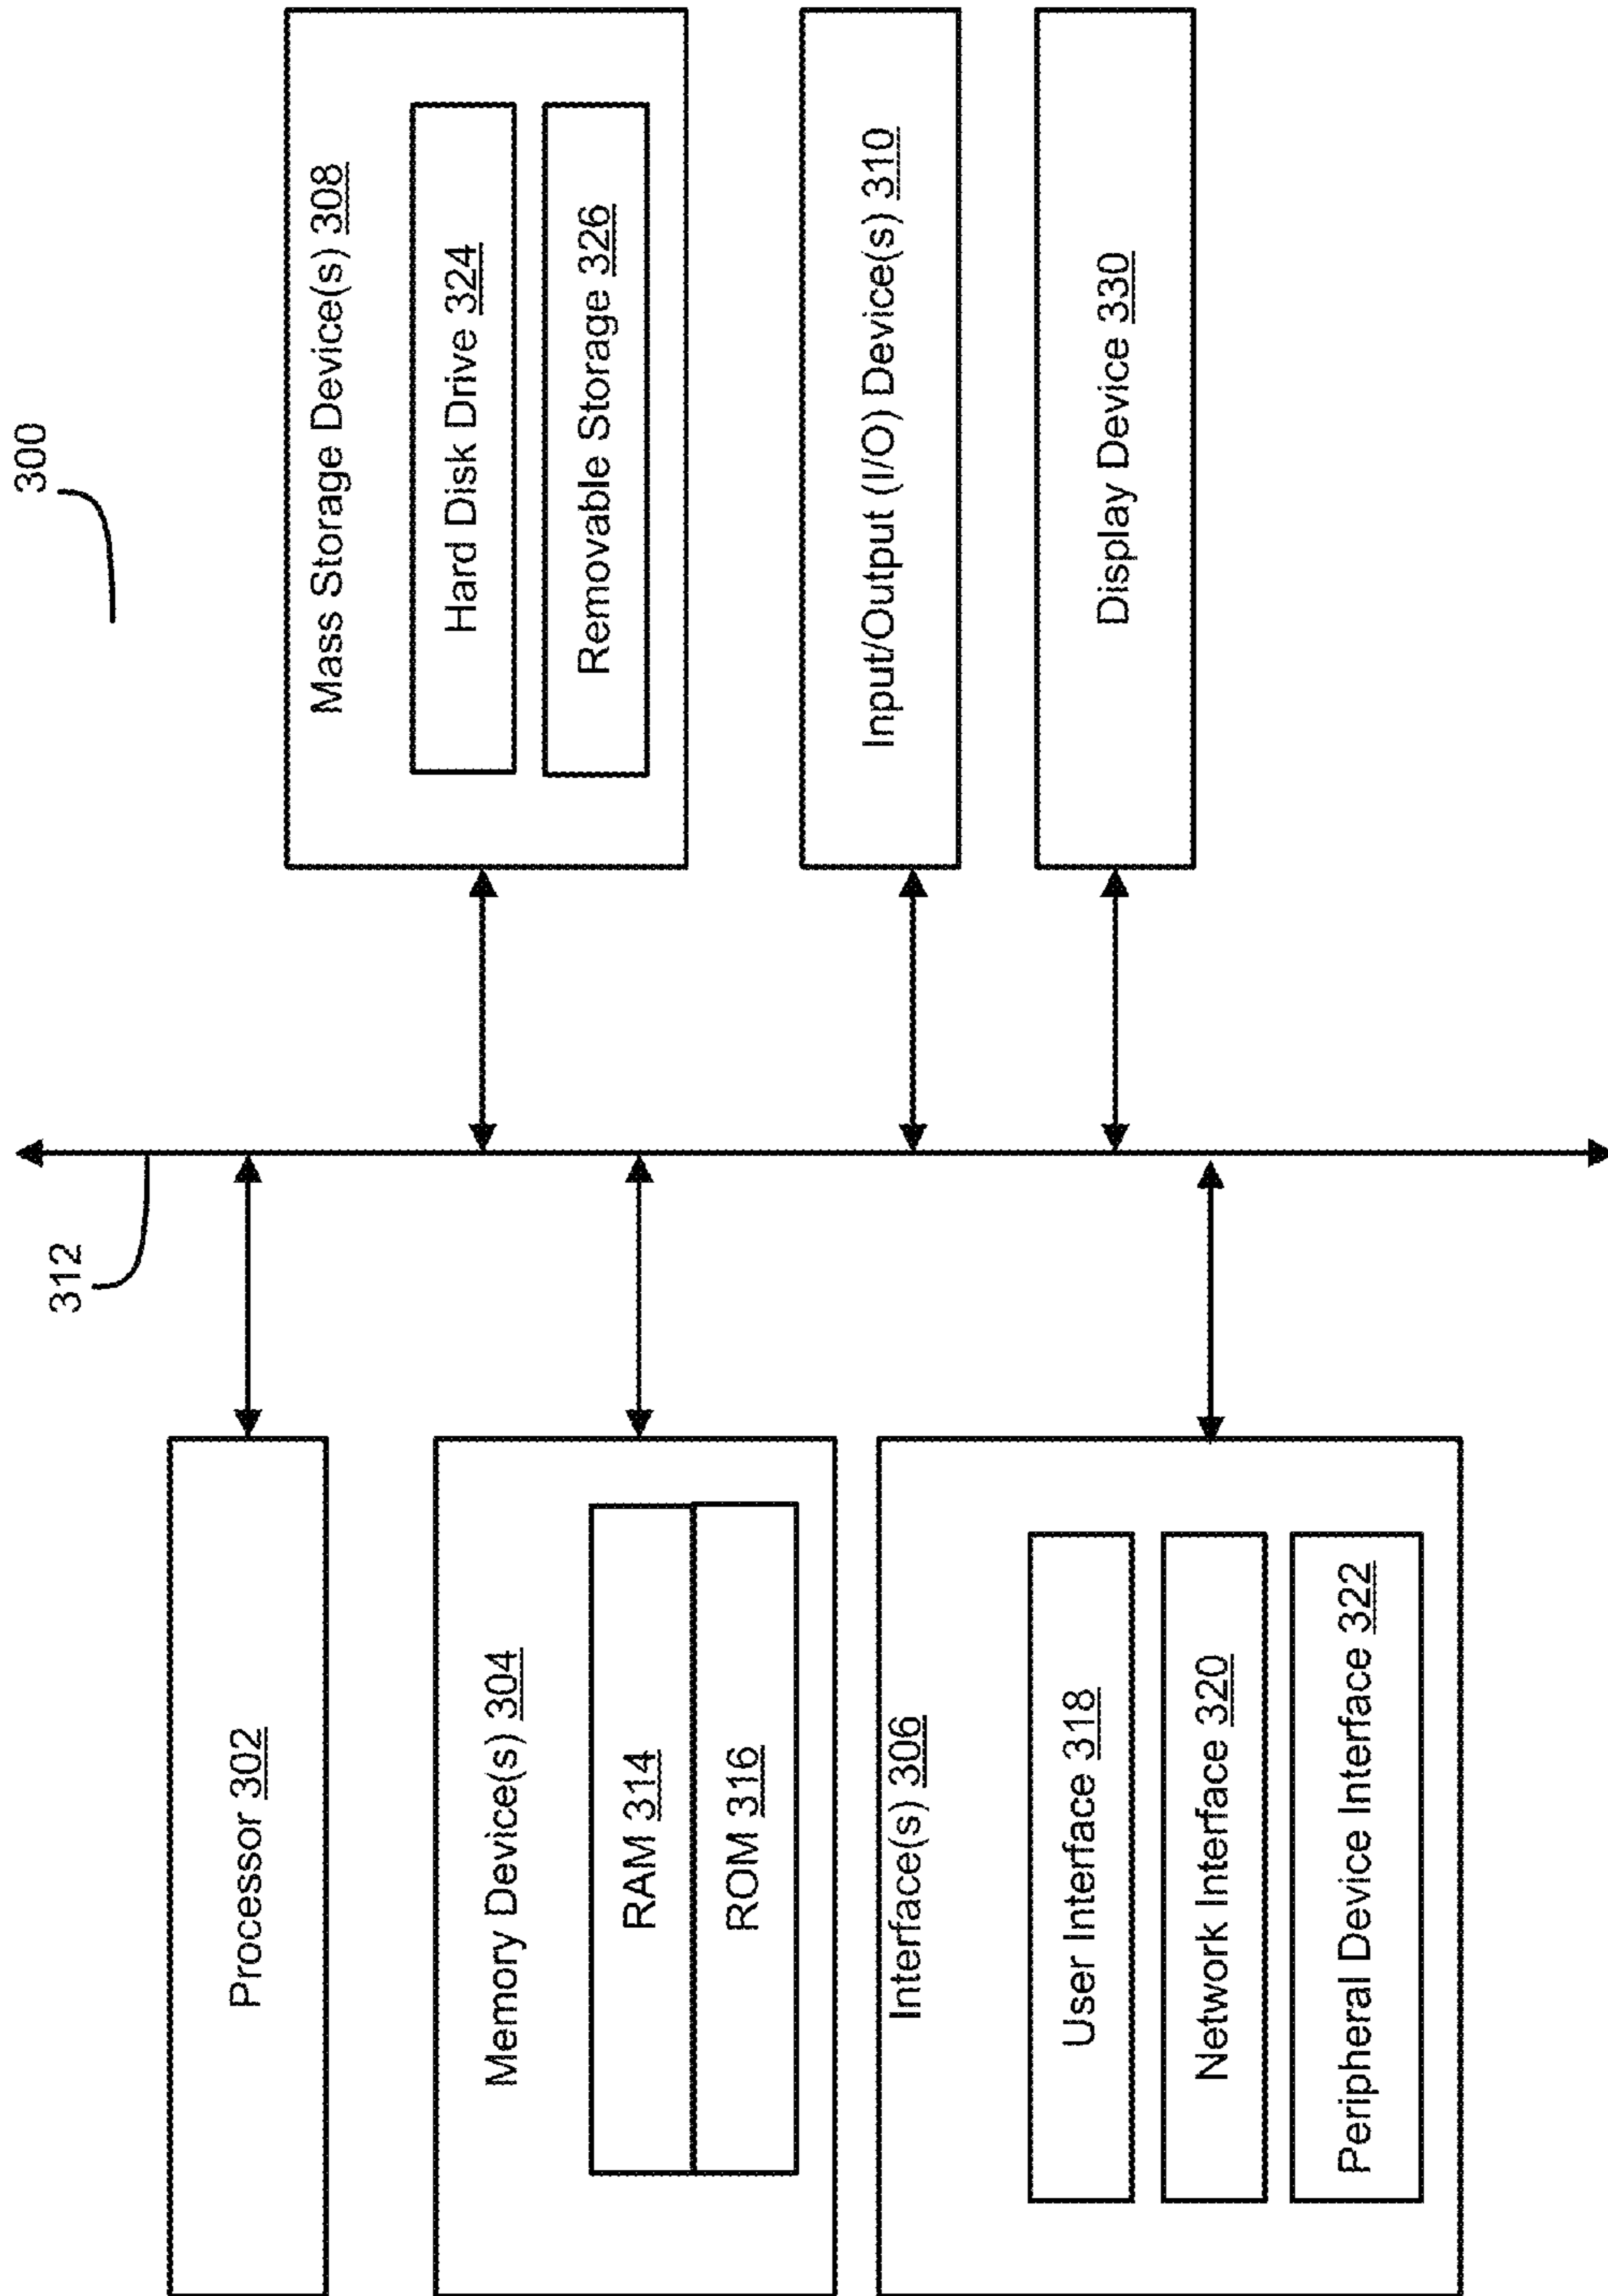 300
312
Processor 302
Memory Device(s) 304
RAM 314
ROM 316
Interface(s) 306
User Interface 318
Network Interface 320
Peripheral Device Interface 322
Mass Storage Device(s) 308
Hard Disk Drive 324
Removable Storage 326
Input/Output (I/O) Device(s) 310
Display Device 330